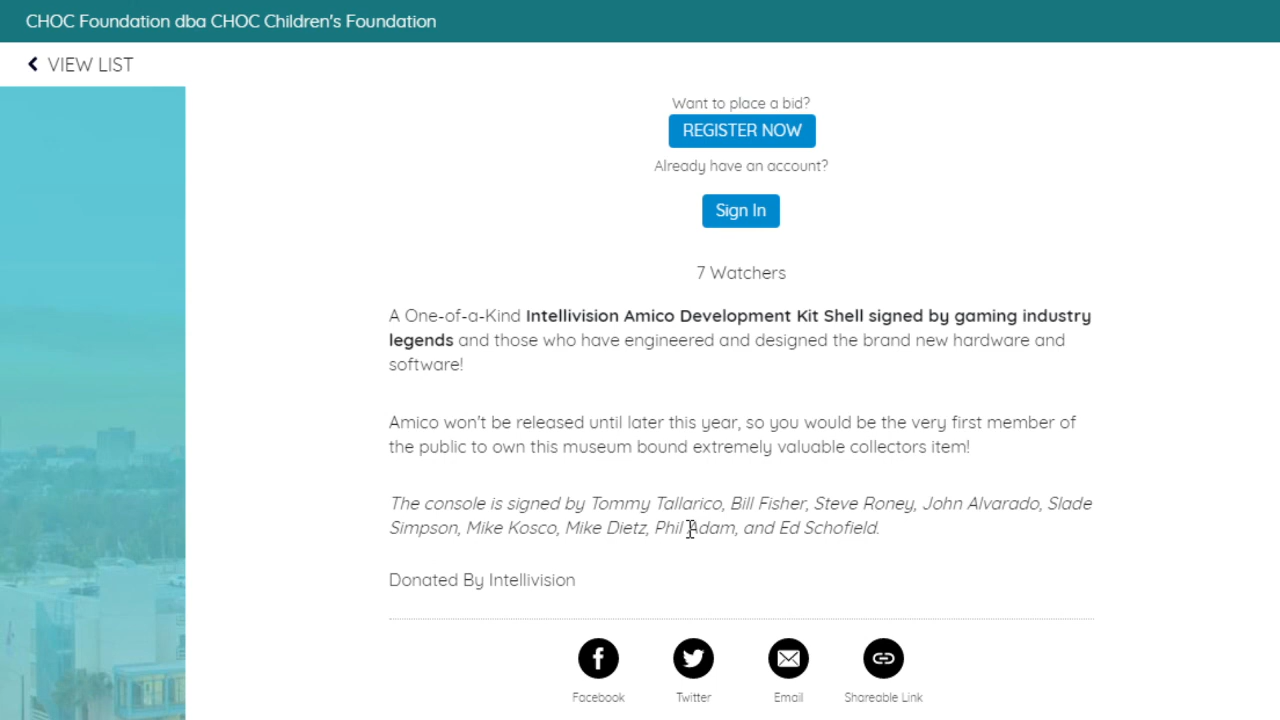 CHOC Foundation dba CHOC Children's Foundation
VIEW LIST
Want to place a bid?
REGISTER NOW
Already have an account?
Sign In
7 Watchers
A One-of-a-Kind Intellivision Amico Development Kit Shell signed by gaming industry
legends and those who have engineered and designed the brand new hardware and
software!
Amico won't be released until later this year, so you would be the very first member of
the public to own this museum bound extremely valuable collectors item!
The console is signed by Tommy Tallarico, Bill Fisher, Steve Roney, John Alvarado, Slade
Simpson, Mike Kosco, Mike Dietz, Phil Adam, and Ed Schofield.
Donated By Intellivision
Facebook
Twitter
Email
Shareable Link